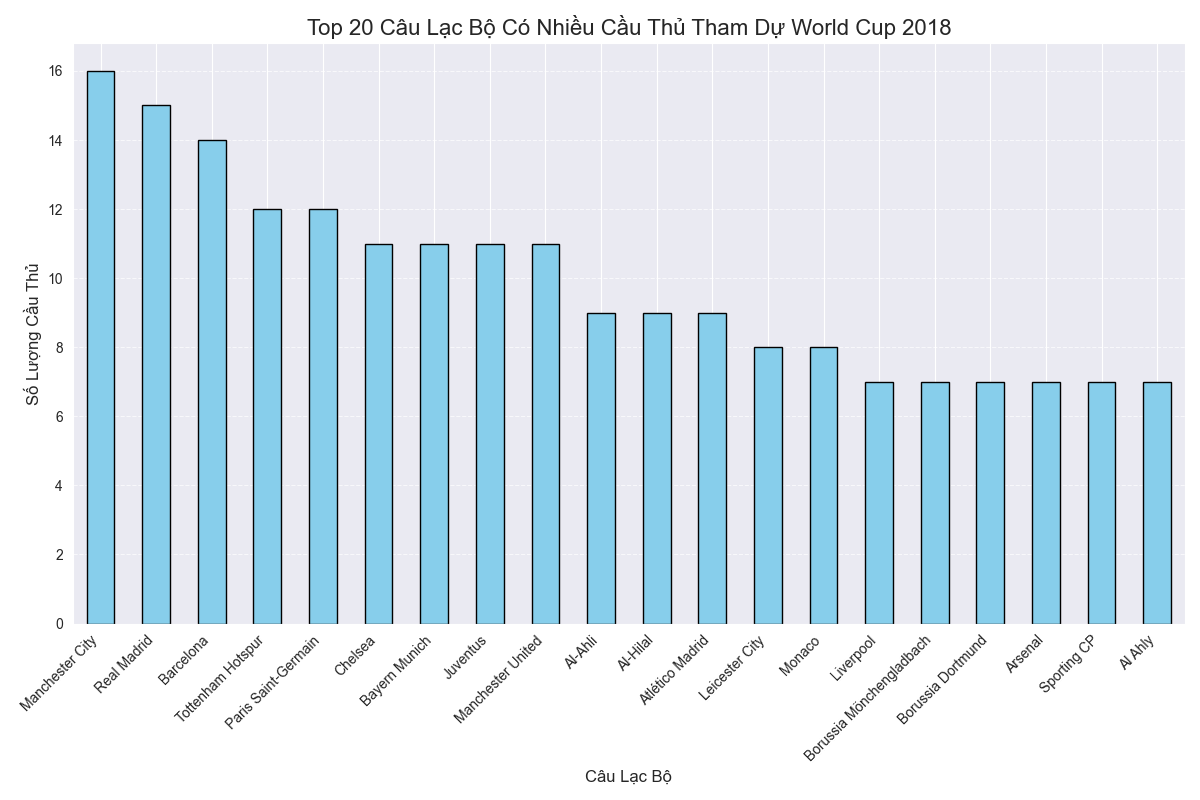 Top 20 Câu Lạc Bộ Có Nhiều Cầu Thủ Tham Dự World Cup 2018
Số Lượng Cầu Thủ
16
14
12
10
8
6
4
2
0
Manchester City
Real Madrid
Barcelona
Tottenham Hotspur
Paris Saint-Germain
Chelsea
Bayern Munich
Juventus
Manchester United
Al-Ahli
Al-Hilal
Atlético Madrid
Leicester City
Monaco
Liverpool
Borussia Mönchengladbach
Borussia Dortmund
Arsenal
Sporting CP
Al Ahly
Câu Lạc Bộ